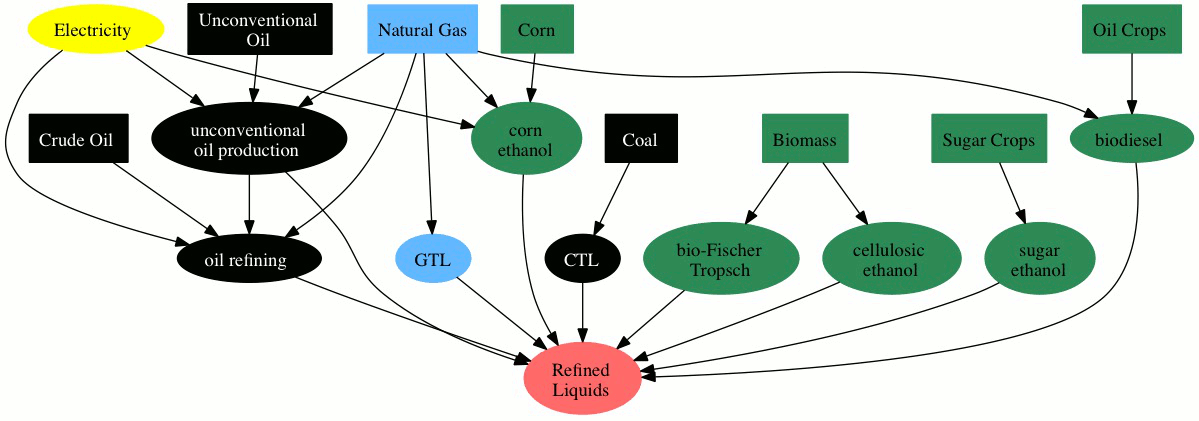 Electricity
Unconventional
Oil
Natural Gas
Corn
Oil Crops
Crude Oil
unconventional
oil production
corn
ethanol
Coal
Biomass
Sugar Crops
biodiesel
oil refining
GTL
CTL
bio-Fischer
Tropsch
cellulosic
ethanol
sugar
ethanol
Refined
Liquids